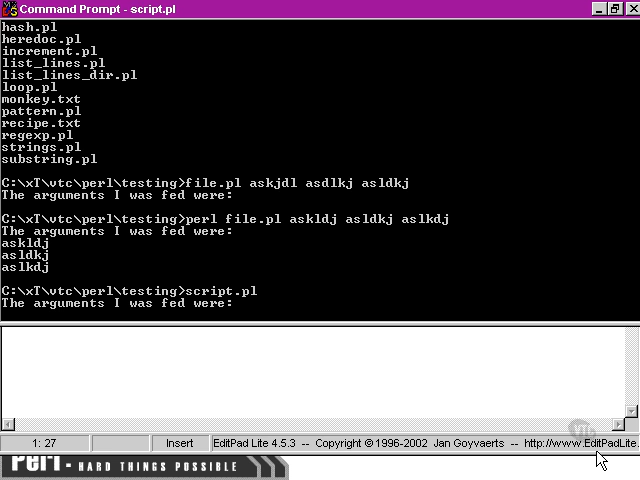 Command Prompt - script.pl
hash.pl
heredoc.pl
increment.pl
list_lines.pl
list_lines_dir.pl
loop.pl
monkey.txt
pattern.pl
recipe.txt
regexp.pl
strings.pl
substring.pl
C:\xT\vtc\perl\testing>file.pl askjdl asdlkj asldkj
The arguments I was fed were:
C:\xT\vtc\perl\testing>perl file.pl askldj asldkj aslkdj
The arguments I was fed were:
askldj
asldkj
aslkdj
C:\xT\vtc\perl\testing>script.pl
The arguments I was fed were:
1: 27 Insert EditPad Lite 4.5.3 -- Copyright ©1996-2002 Jan Goyvaerts -- http://www.EditPadLite.
Perl - HARD THINGS POSSIBLE